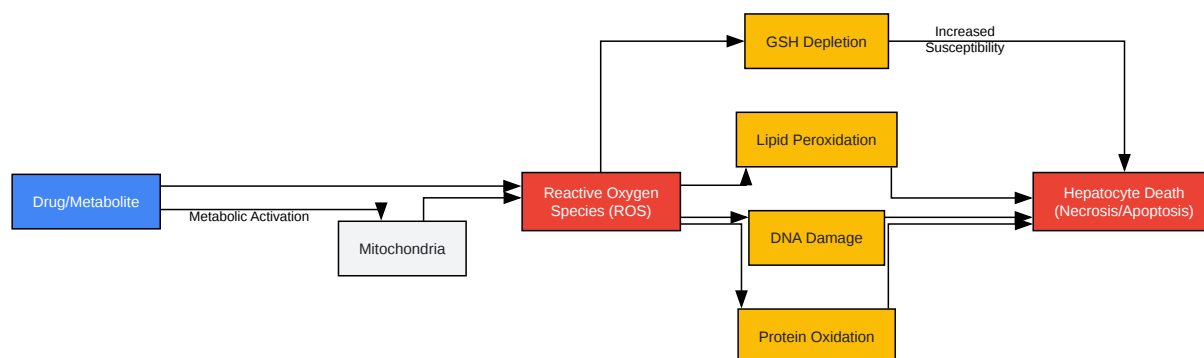 GSH Depletion
Increased
Susceptibility
Lipid Peroxidation
Drug/Metabolite
Metabolic Activation
Mitochondria
Reactive Oxygen
Species (ROS)
DNA Damage
Protein Oxidation
Hepatocyte Death
(Necrosis/Apoptosis)